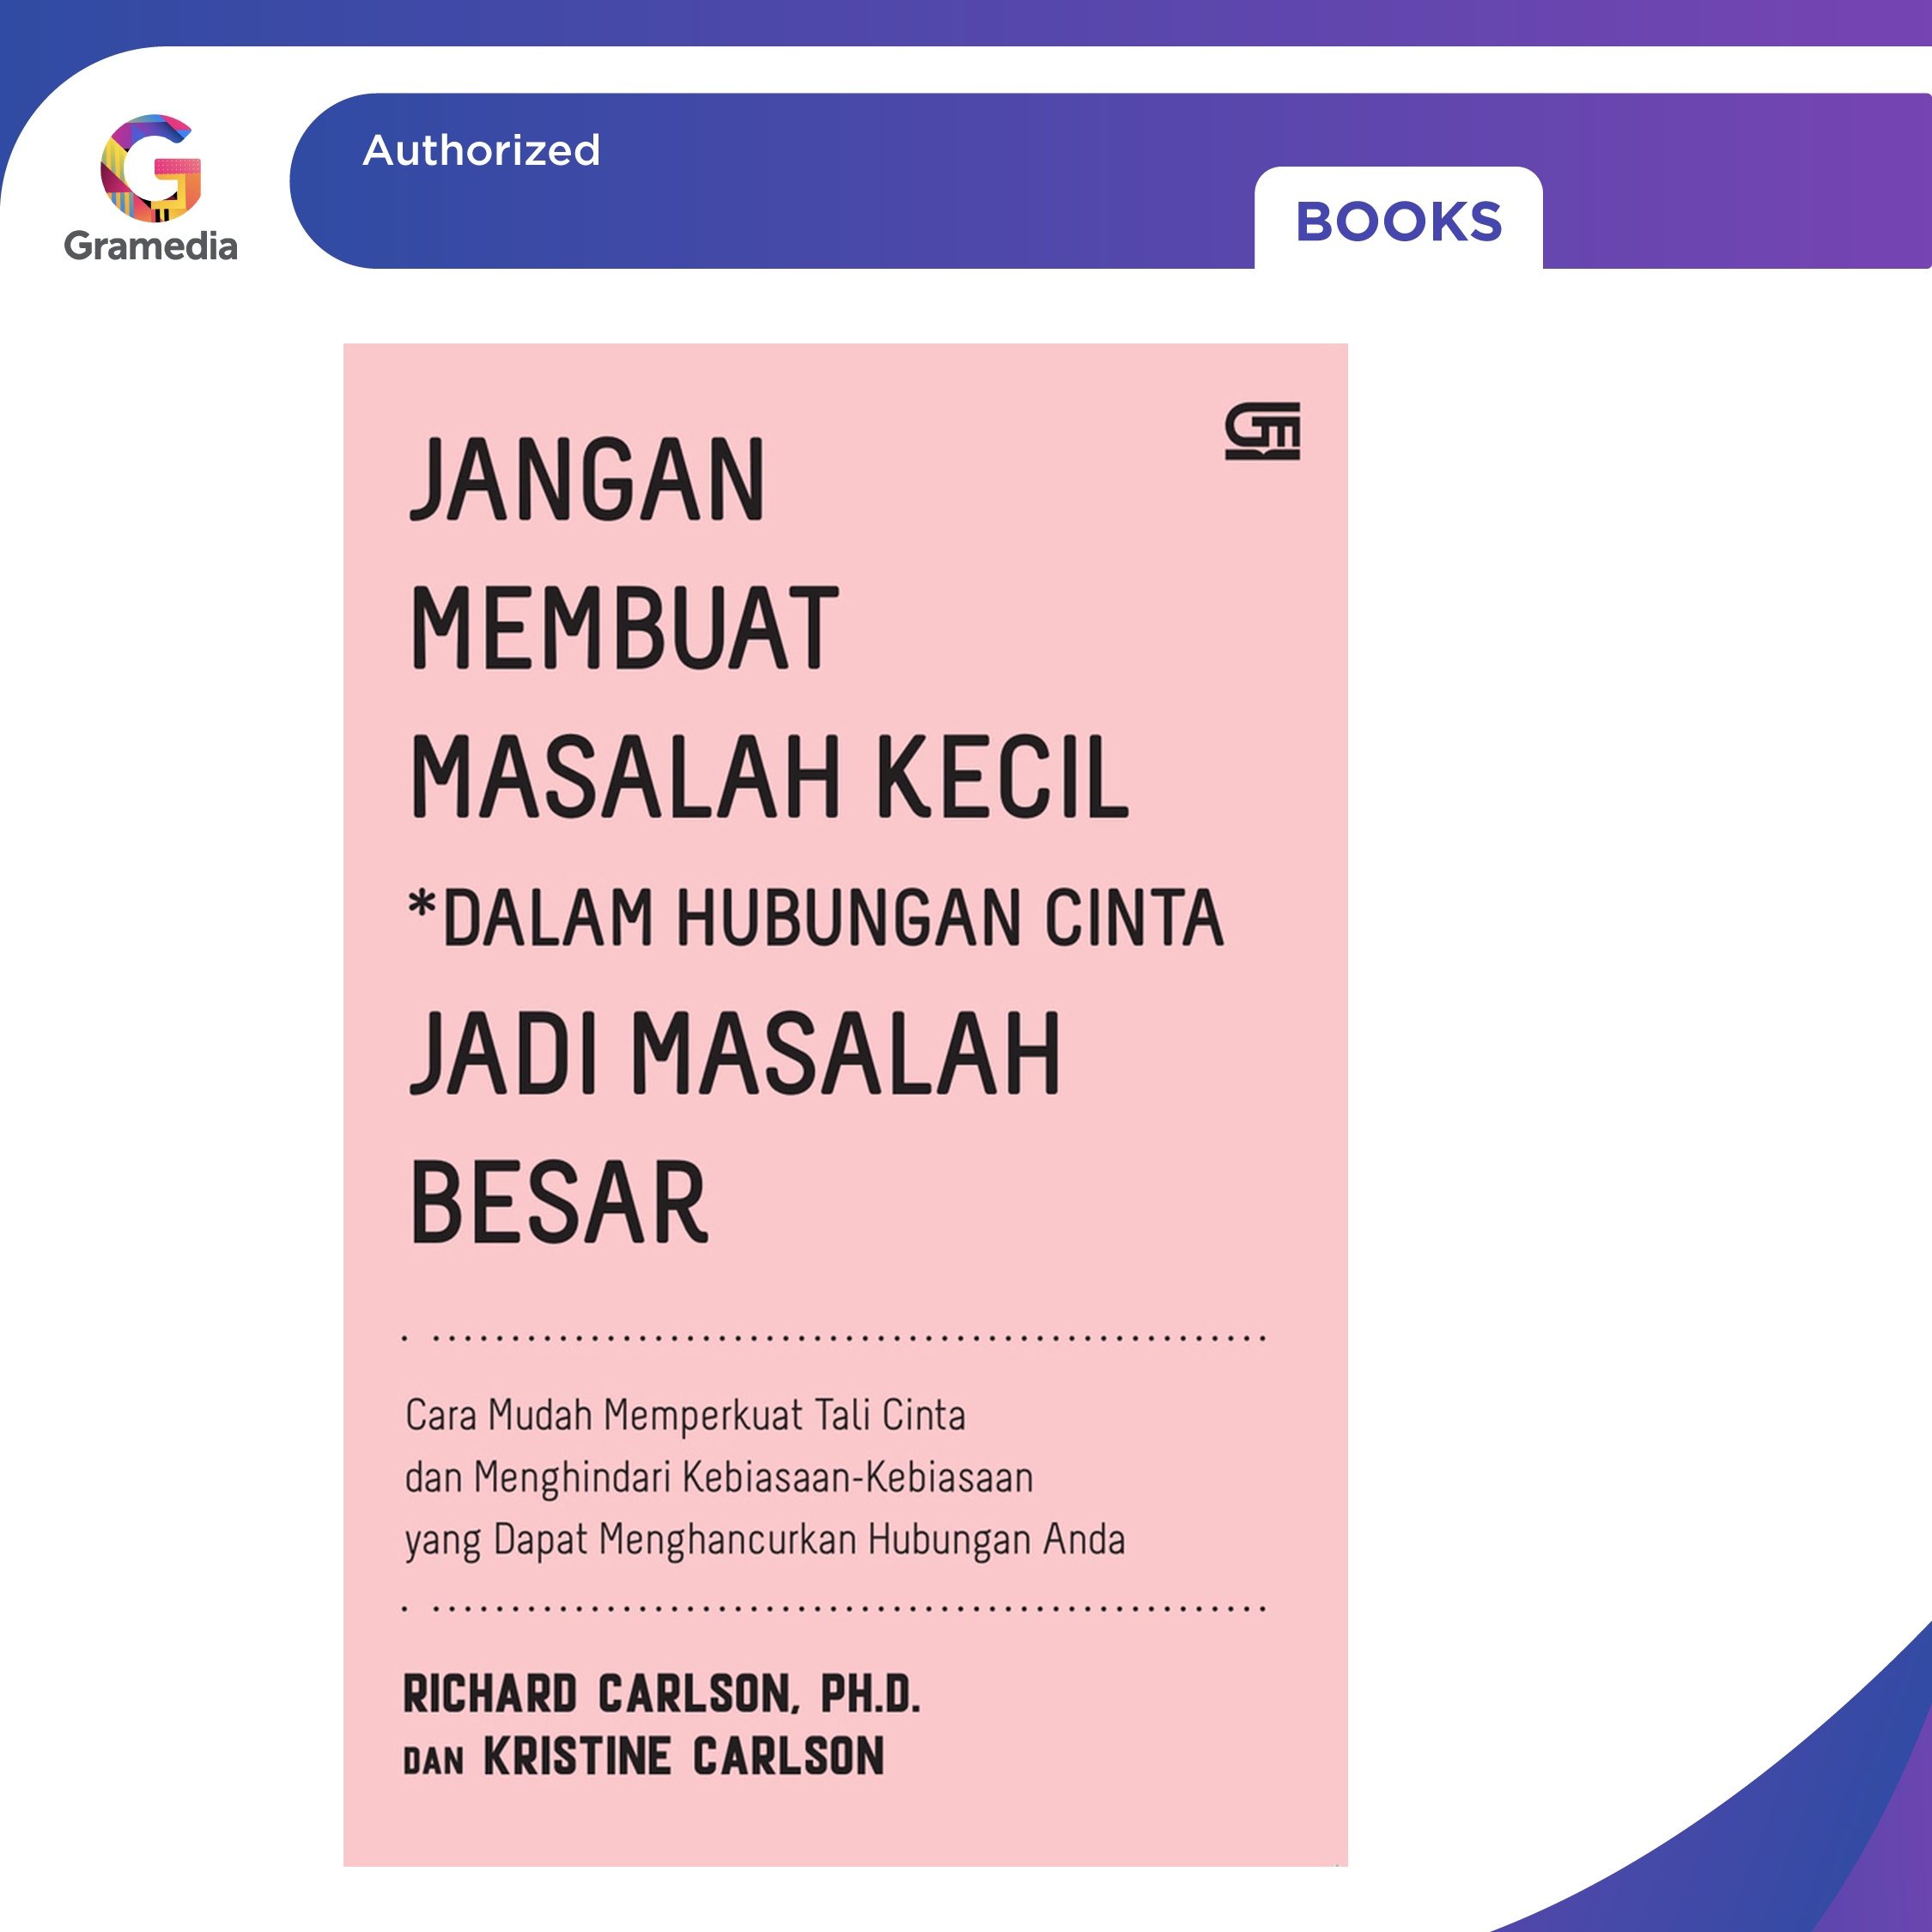 Gramedia
Authorized
BOOKS
JANGAN
MEMBUAT
MASALAH KECIL
*DALAM HUBUNGAN CINTA
JADI MASALAH
BESAR
Cara Mudah Memperkuat Tali Cinta
dan Menghindari Kebiasaan-Kebiasaan
yang Dapat Menghancurkan Hubungan Anda
RICHARD CARLSON, PH.D.
DAN KRISTINE CARLSON